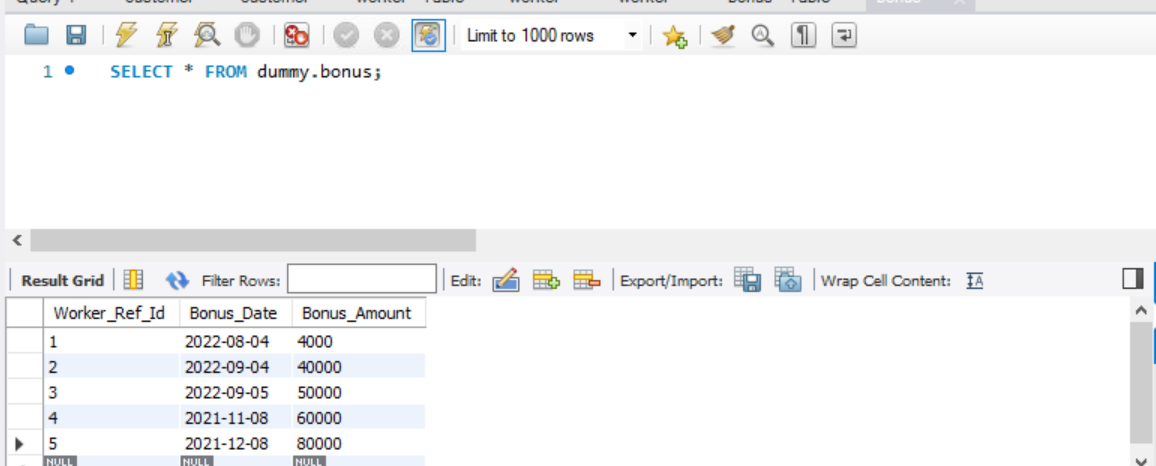 Limit to 1000 rows
1 SELECT * FROM dummy.bonus;
Result Grid Filter Rows: Edit: Export/Import: Wrap Cell Content:
Worker_Ref_Id Bonus_Date Bonus_Amount
1 2022-08-04 4000
2 2022-09-04 40000
3 2022-09-05 50000
4 2021-11-08 60000
5 2021-12-08 80000
NULL NULL NULL